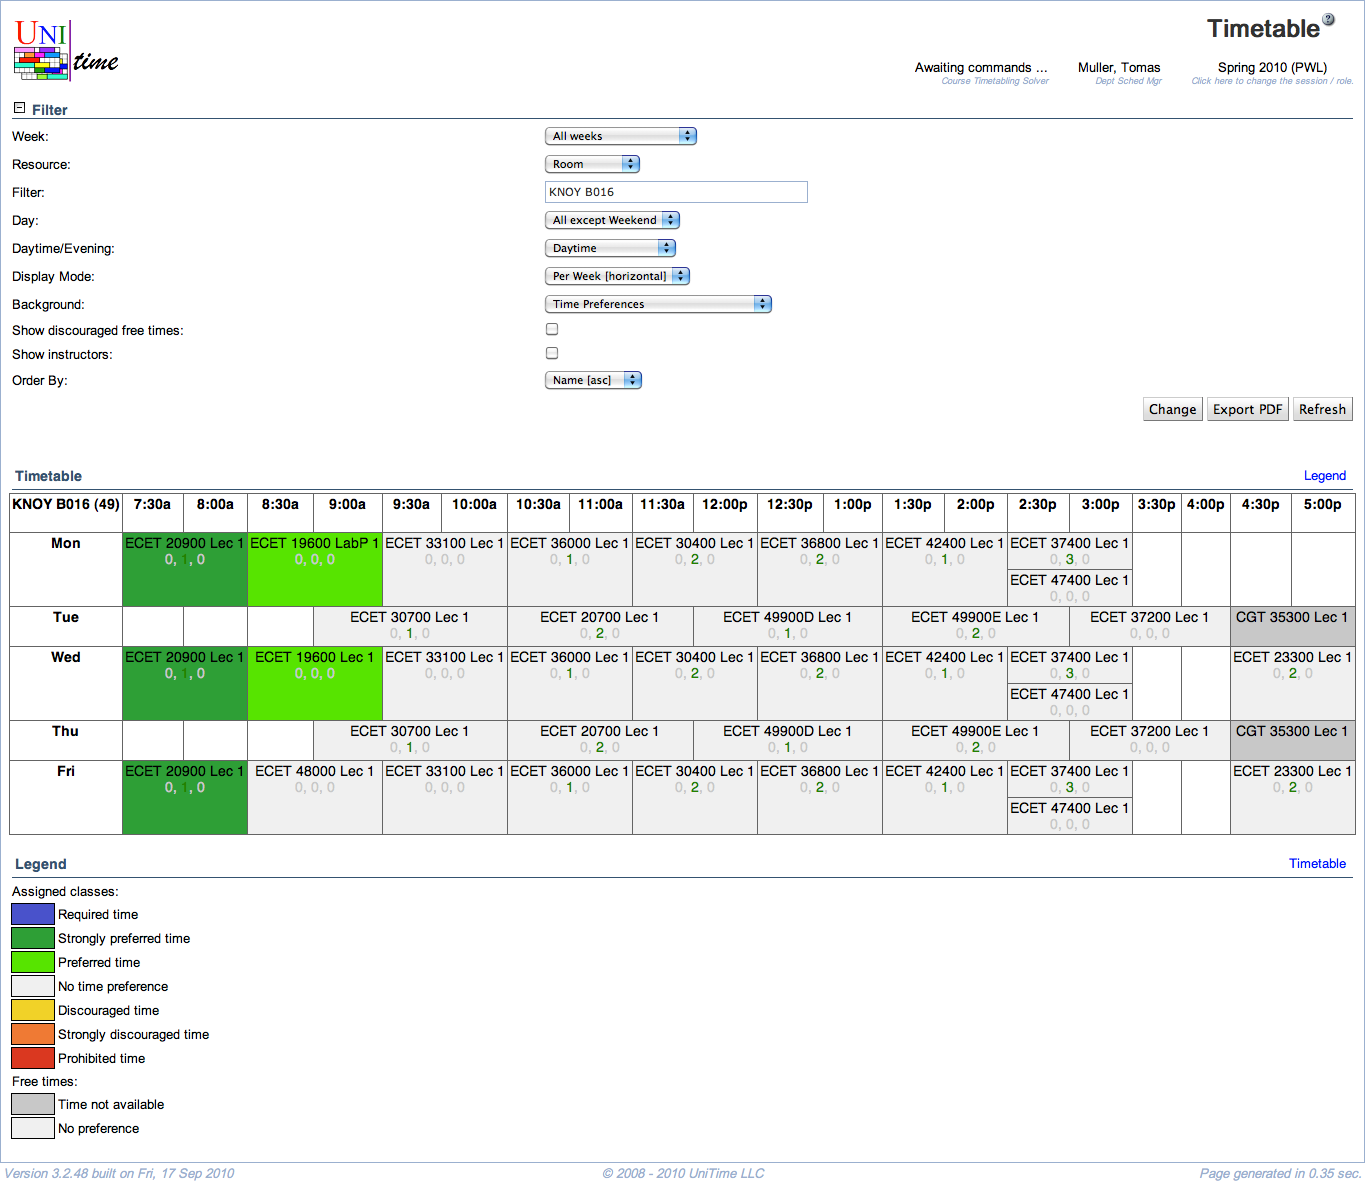 UNI
time
Timetable
Awaiting commands ...
Course Timetabling Solver
Muller, Tomas
Dept Sched Mgr
Spring 2010 (PWL)
Click here to change the session / role.
Filter
Week: All weeks
Resource: Room
Filter: KNOY B016
Day: All except Weekend
Daytime/Evening: Daytime
Display Mode: Per Week [horizontal]
Background: Time Preferences
Show discouraged free times:
Show instructors:
Order By: Name [asc]
Change Export PDF Refresh
Timetable Legend
KNOY B016 (49) 7:30a 8:00a 8:30a 9:00a 9:30a 10:00a 10:30a 11:00a 11:30a 12:00p 12:30p 1:00p 1:30p 2:00p 2:30p 3:00p 3:30p 4:00p 4:30p 5:00p
Mon ECET 20900 Lec 1 ECET 19600 LabP 1 ECET 33100 Lec 1 ECET 36000 Lec 1 ECET 30400 Lec 1 ECET 36800 Lec 1 ECET 42400 Lec 1 ECET 37400 Lec 1
0, 1, 0 0, 0, 0 0, 0, 0 0, 1, 0 0, 2, 0 0, 2, 0 0, 1, 0 0, 3, 0
ECET 47400 Lec 1
0, 0, 0
Tue ECET 30700 Lec 1 ECET 20700 Lec 1 ECET 49900D Lec 1 ECET 49900E Lec 1 ECET 37200 Lec 1 CGT 35300 Lec 1
0, 1, 0 0, 2, 0 0, 1, 0 0, 2, 0 0, 0, 0
Wed ECET 20900 Lec 1 ECET 19600 Lec 1 ECET 33100 Lec 1 ECET 36000 Lec 1 ECET 30400 Lec 1 ECET 36800 Lec 1 ECET 42400 Lec 1 ECET 37400 Lec 1 ECET 23300 Lec 1
0, 1, 0 0, 0, 0 0, 0, 0 0, 1, 0 0, 2, 0 0, 2, 0 0, 1, 0 0, 3, 0 0, 2, 0
ECET 47400 Lec 1
0, 0, 0
Thu ECET 30700 Lec 1 ECET 20700 Lec 1 ECET 49900D Lec 1 ECET 49900E Lec 1 ECET 37200 Lec 1 CGT 35300 Lec 1
0, 1, 0 0, 2, 0 0, 1, 0 0, 2, 0 0, 0, 0
Fri ECET 20900 Lec 1 ECET 48000 Lec 1 ECET 33100 Lec 1 ECET 36000 Lec 1 ECET 30400 Lec 1 ECET 36800 Lec 1 ECET 42400 Lec 1 ECET 37400 Lec 1 ECET 23300 Lec 1
0, 1, 0 0, 0, 0 0, 0, 0 0, 1, 0 0, 2, 0 0, 2, 0 0, 1, 0 0, 3, 0 0, 2, 0
ECET 47400 Lec 1
0, 0, 0
Legend Timetable
Assigned classes:
Required time
Strongly preferred time
Preferred time
No time preference
Discouraged time
Strongly discouraged time
Prohibited time
Free times:
Time not available
No preference
Version 3.2.48 built on Fri, 17 Sep 2010 © 2008 - 2010 UniTime LLC Page generated in 0.35 sec.